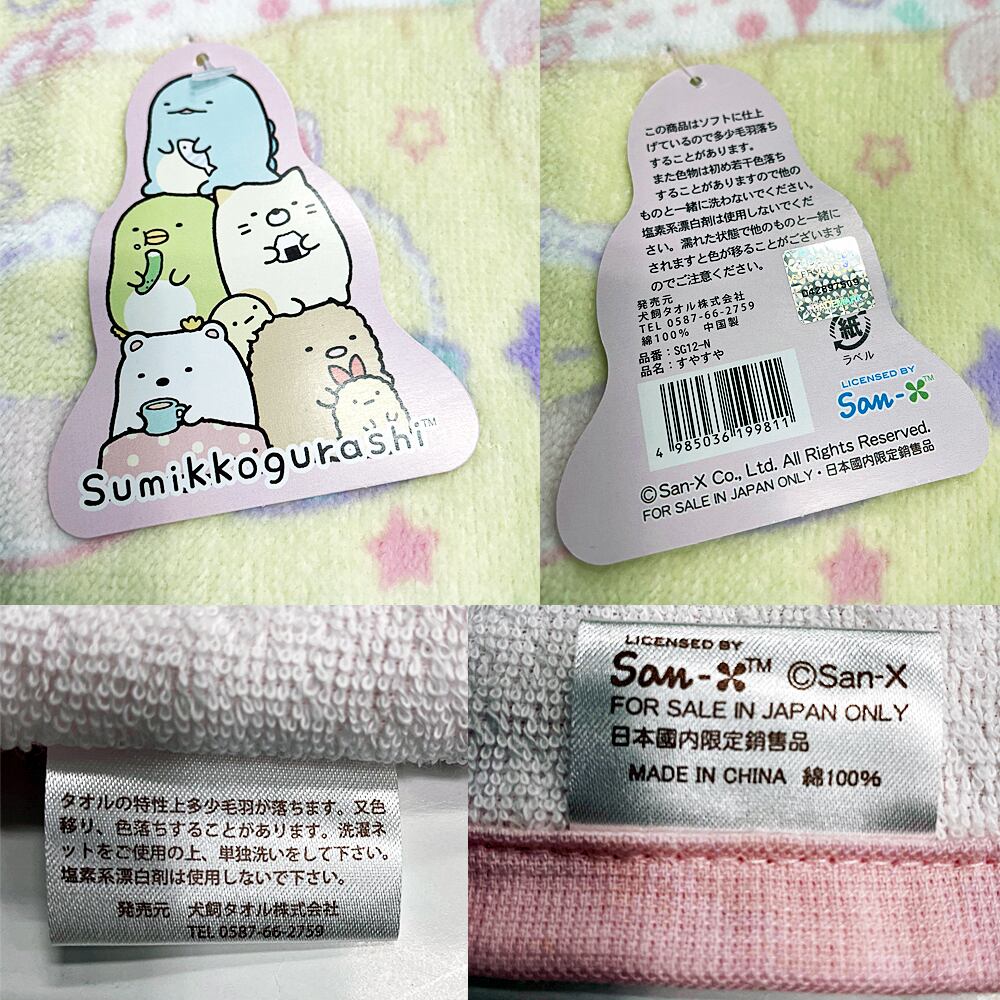 Sumikkogurashi™
この商品はソフトに仕上
げているので多少毛羽落ち
することがあります。
また色物は初め若干色落ち
することがありますので他の
ものと一緒に洗わないでください。
塩素系漂白剤は使用しないでくだ
さい。濡れた状態で他のものと一緒に
されますと色が移ることがございます
のでご注意ください。
発売元
犬飼タオル株式会社
TEL 0587-66-2759
綿100% 中国製
品番：SG12-N
品名：すやすや
紙
ラベル
4 985036 199811
LICENSED BY
San-X™
©San-X Co., Ltd. All Rights Reserved.
FOR SALE IN JAPAN ONLY・日本國内限定銷售品
タオルの特性上多少毛羽が落ちます。又色
移り、色落ちすることがあります。洗濯ネ
ットをご使用の上、単独洗いをして下さい。
塩素系漂白剤は使用しないで下さい。
発売元 犬飼タオル株式会社
TEL 0587-66-2759
LICENSED BY
San-X™ ©San-X
FOR SALE IN JAPAN ONLY
日本國内限定銷售品
MADE IN CHINA 綿100%